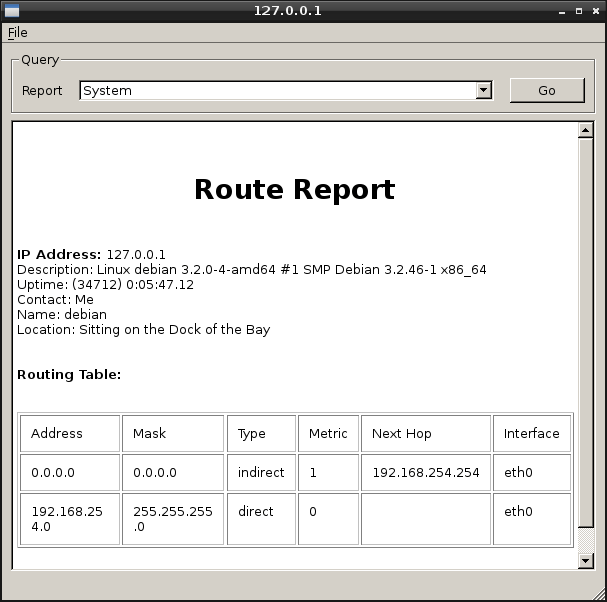 127.0.0.1
File
Query
Report System Go
Route Report
IP Address: 127.0.0.1
Description: Linux debian 3.2.0-4-amd64 #1 SMP Debian 3.2.46-1 x86_64
Uptime: (34712) 0:05:47.12
Contact: Me
Name: debian
Location: Sitting on the Dock of the Bay
Routing Table:
Address Mask Type Metric Next Hop Interface
0.0.0.0 0.0.0.0 indirect 1 192.168.254.254 eth0
192.168.25 255.255.255 direct 0 eth0
4.0 .0